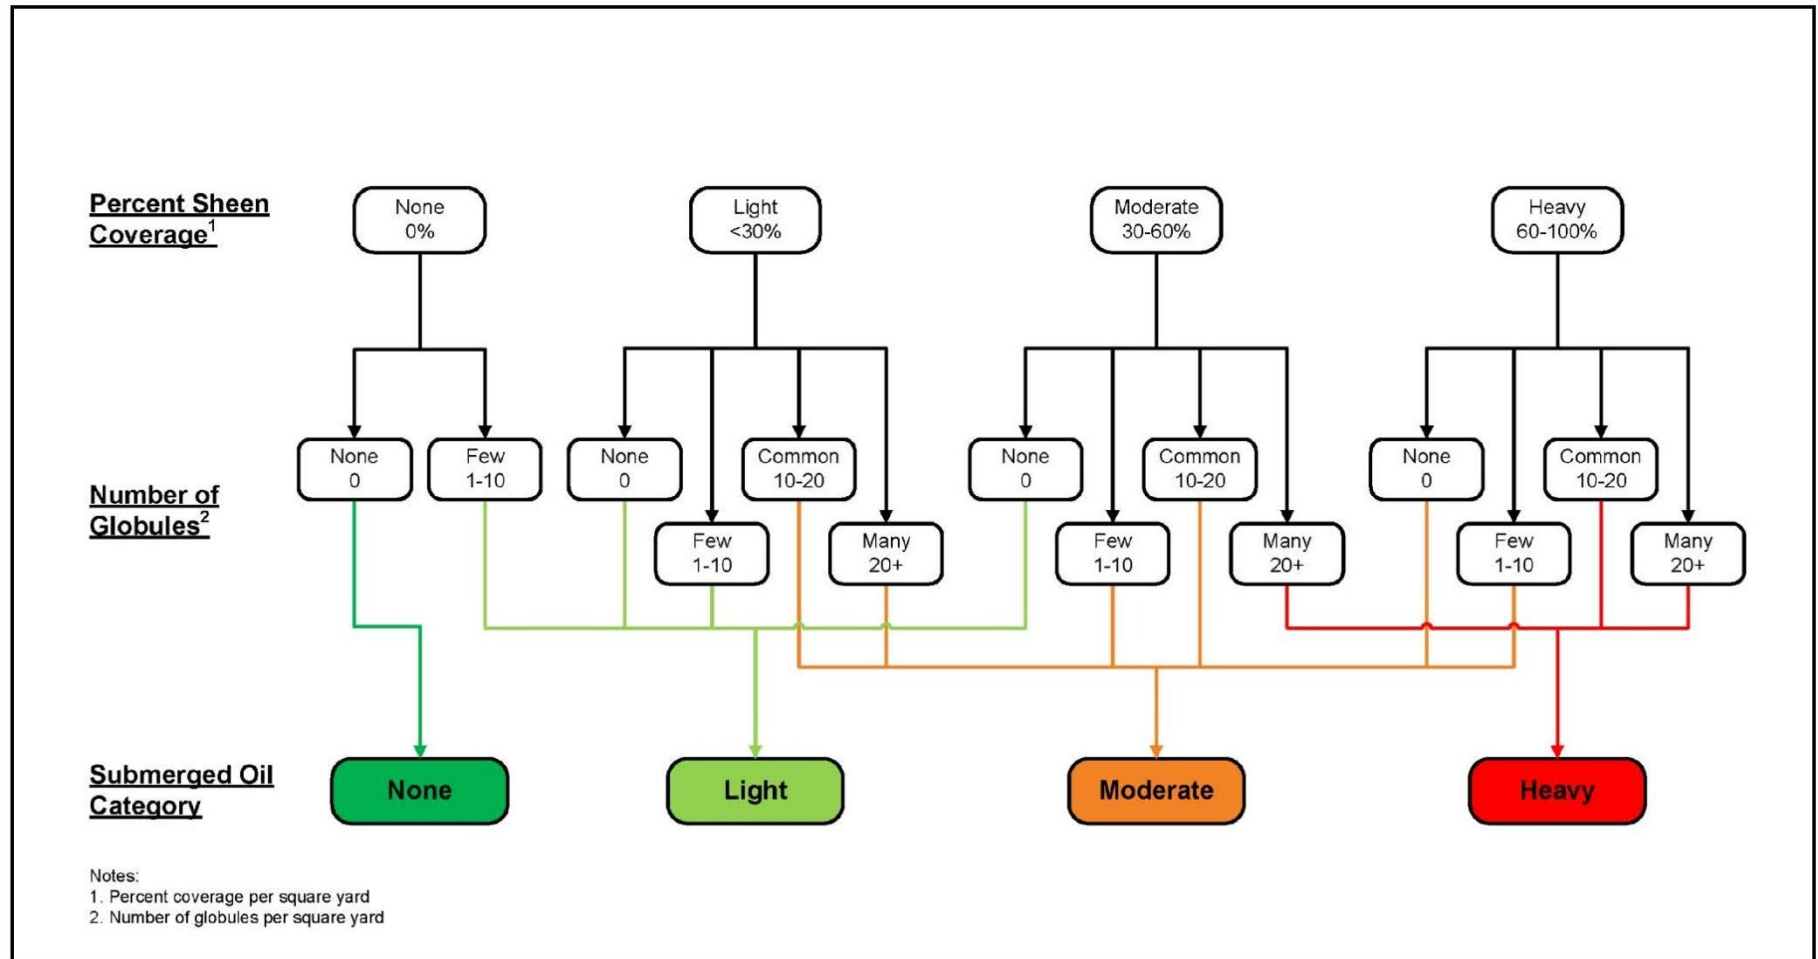 Percent Sheen
Coverage1
None
0%
Light
<30%
Moderate
30-60%
Heavy
60-100%
Number of
Globules2
None
0
Few
1-10
None
0
Few
1-10
Common
10-20
Many
20+
None
0
Few
1-10
Common
10-20
Many
20+
None
0
Few
1-10
Common
10-20
Many
20+
Submerged Oil
Category
None
Light
Moderate
Heavy
Notes:
1. Percent coverage per square yard
2. Number of globules per square yard